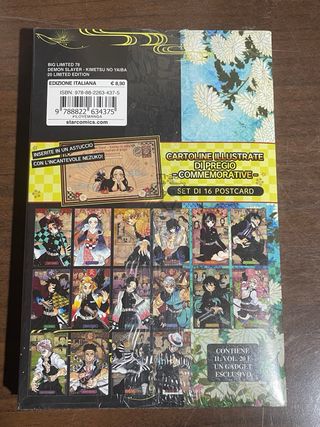 BIG LIMITED 78
DEMON SLAYER - KIMETSU NO YAIBA
20 LIMITED EDITION
EDIZIONE ITALIANA € 8,90
ISBN: 978-88-2263-437-5
9 788822 634375
#ILOVEMANGA
starcomics.com
INSERITE IN UN ASTUCCIO
CON L'INCANTEVOLE NEZUKO!
CARTOLINE ILLUSTRATE
DI PREGIO
-COMMEMORATIVE-
SET DI 16 POSTCARD
CONTIENE
IL VOL. 20 E
UN GADGET
ESCLUSIVO